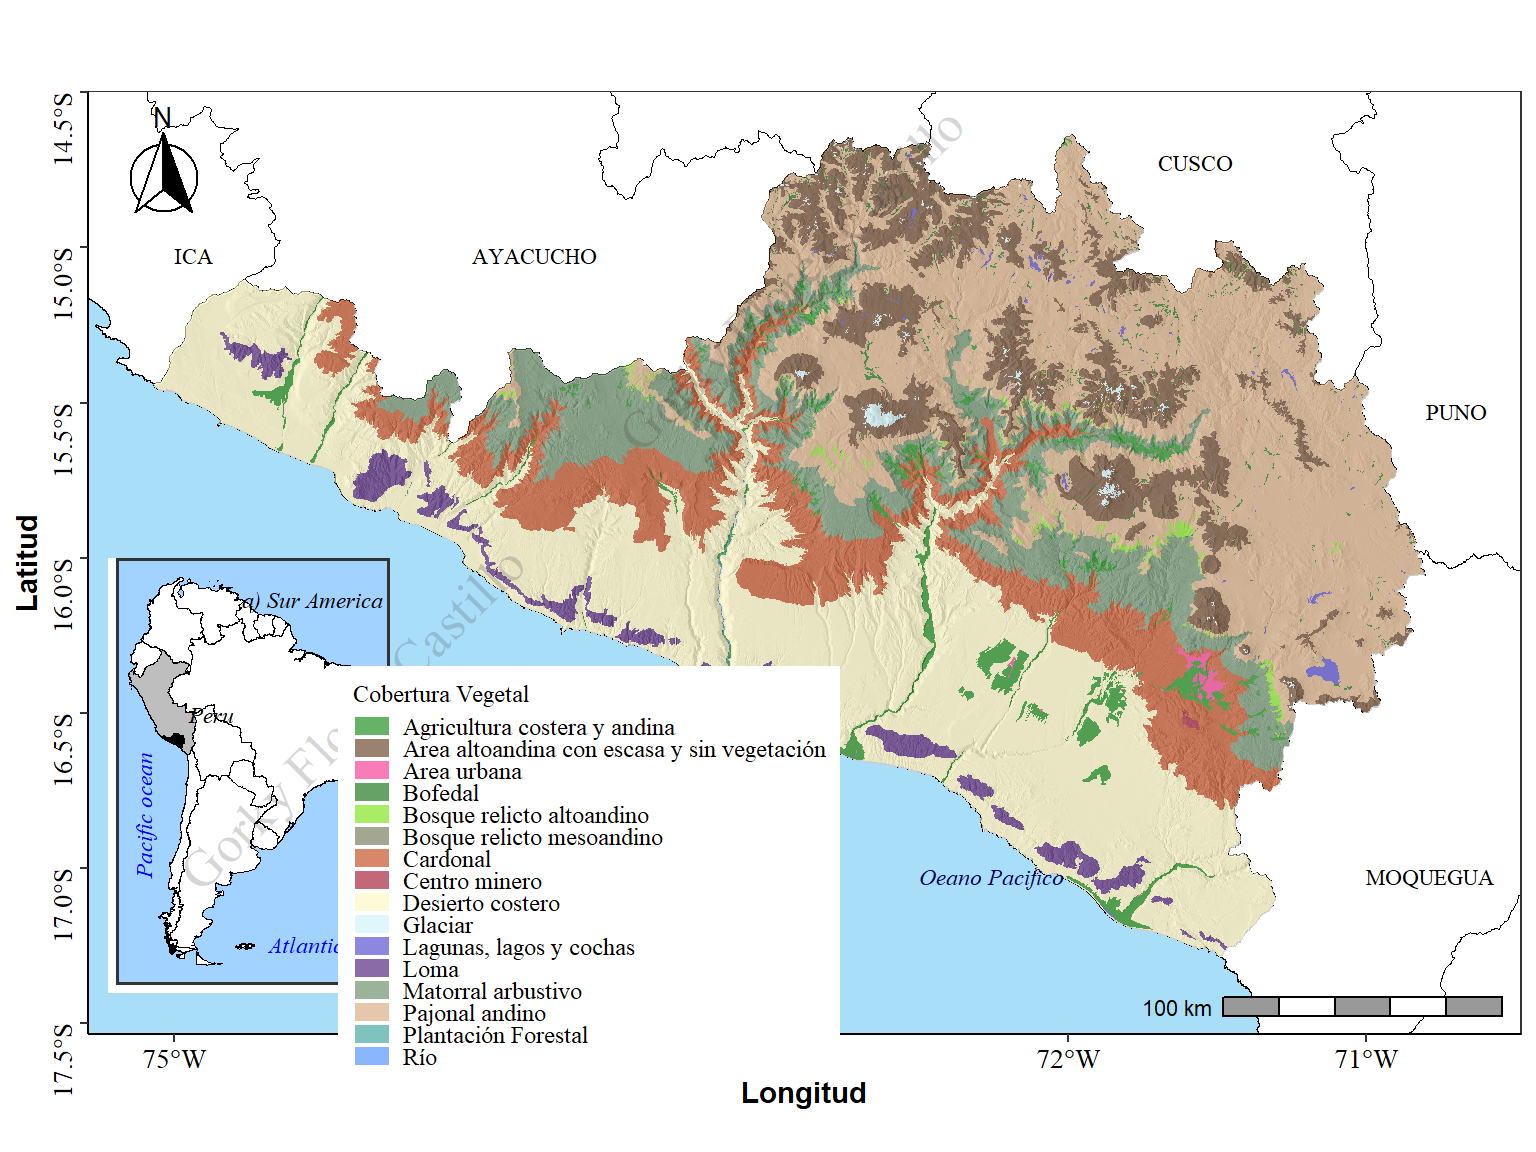 N
ICA
AYACUCHO
CUSCO
PUNO
MOQUEGUA
Oeano Pacifico
14.5°S
15.0°S
15.5°S
16.0°S
16.5°S
17.0°S
17.5°S
Latitud
75°W
72°W
71°W
Longitud
100 km
a) Sur America
Peru
Pacific ocean
Atlantic
Gorky Flo
Castillo
Go
llo
Cobertura Vegetal
Agricultura costera y andina
Area altoandina con escasa y sin vegetación
Area urbana
Bofedal
Bosque relicto altoandino
Bosque relicto mesoandino
Cardonal
Centro minero
Desierto costero
Glaciar
Lagunas, lagos y cochas
Loma
Matorral arbustivo
Pajonal andino
Plantación Forestal
Río